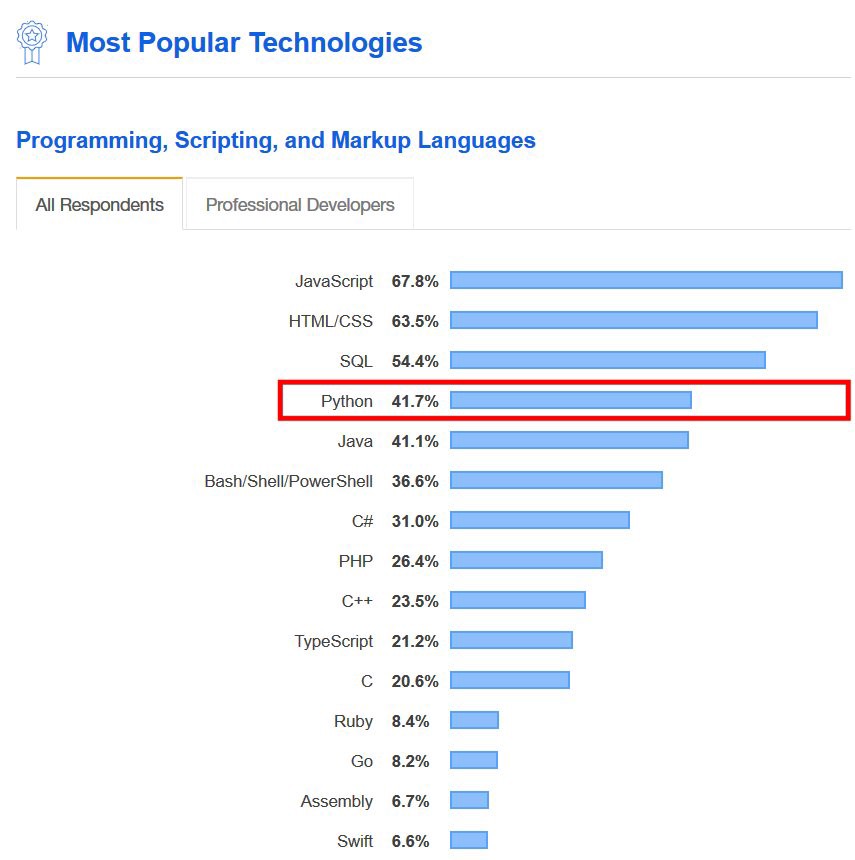 Most Popular Technologies
Programming, Scripting, and Markup Languages
All Respondents Professional Developers
JavaScript 67.8%
HTML/CSS 63.5%
SQL 54.4%
Python 41.7%
Java 41.1%
Bash/Shell/PowerShell 36.6%
C# 31.0%
PHP 26.4%
C++ 23.5%
TypeScript 21.2%
C 20.6%
Ruby 8.4%
Go 8.2%
Assembly 6.7%
Swift 6.6%